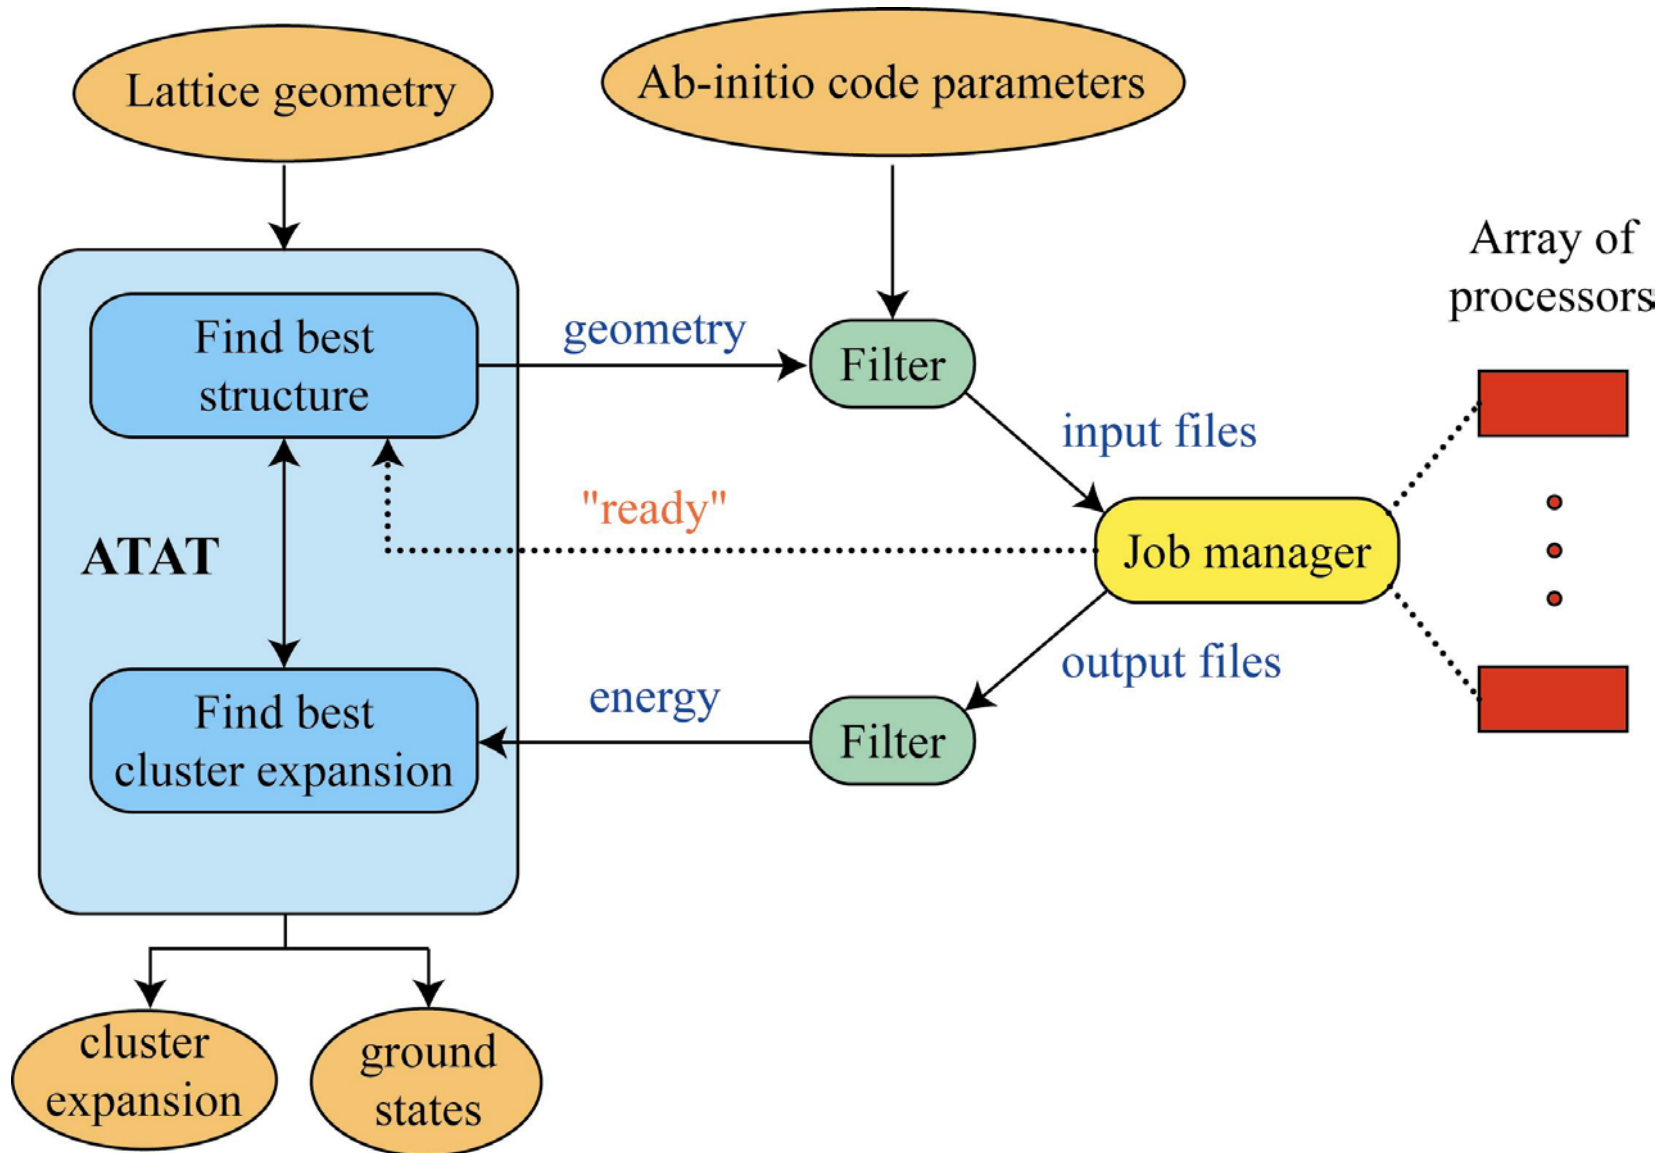 Lattice geometry
Ab-initio code parameters
Array of
processors
Find best
structure
geometry
Filter
input files
"ready"
ATAT
Job manager
output files
Find best
cluster expansion
energy
Filter
cluster
expansion
ground
states